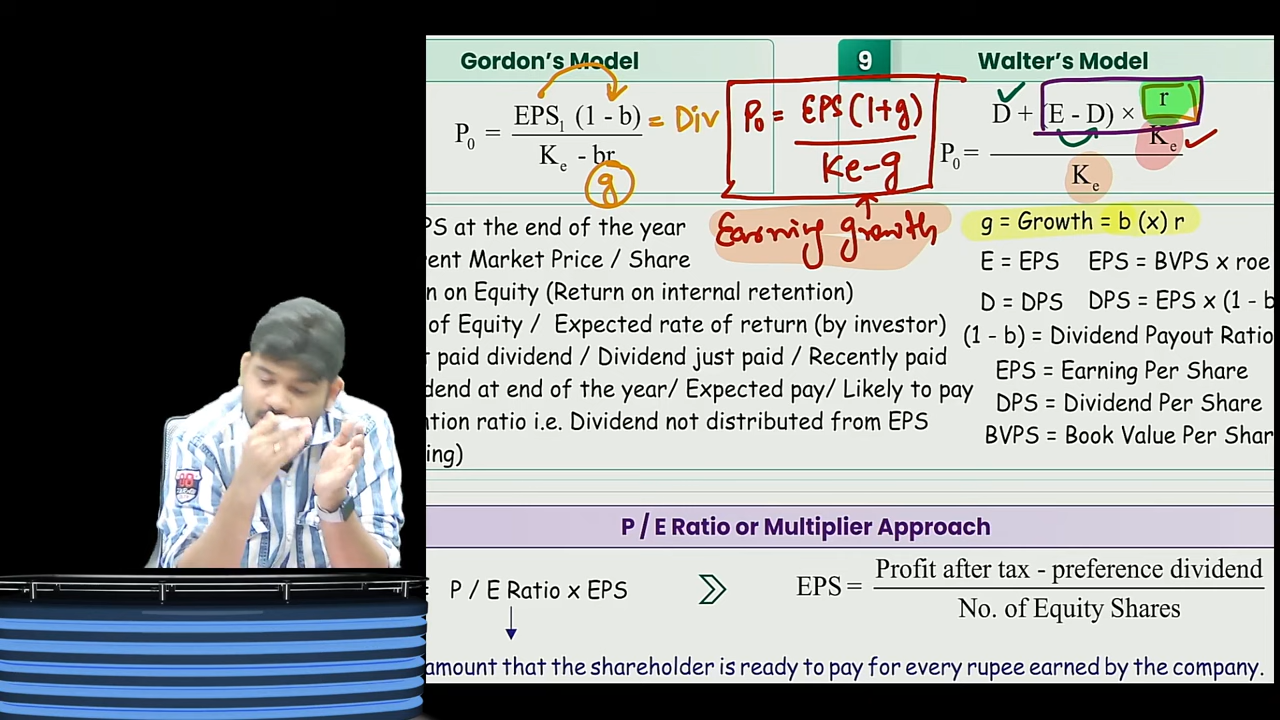 Gordon's Model
P₀ = EPS₁ (1 - b) / Kₑ - br
= Div
g
P₀ = EPS(1+g) / Ke-g
Earning growth
9
Walter's Model
P₀ = D + (E - D) × r / Kₑ / Kₑ
PS at the end of the year
ent Market Price / Share
n on Equity (Return on internal retention)
of Equity / Expected rate of return (by investor)
paid dividend / Dividend just paid / Recently paid
dend at end of the year/ Expected pay/ Likely to pay
ntion ratio i.e. Dividend not distributed from EPS
ing)
g = Growth = b (x) r
E = EPS EPS = BVPS x roe
D = DPS DPS = EPS x (1 - b
(1 - b) = Dividend Payout Ratio
EPS = Earning Per Share
DPS = Dividend Per Share
BVPS = Book Value Per Shar
P / E Ratio or Multiplier Approach
P / E Ratio x EPS
EPS = Profit after tax - preference dividend / No. of Equity Shares
amount that the shareholder is ready to pay for every rupee earned by the company.